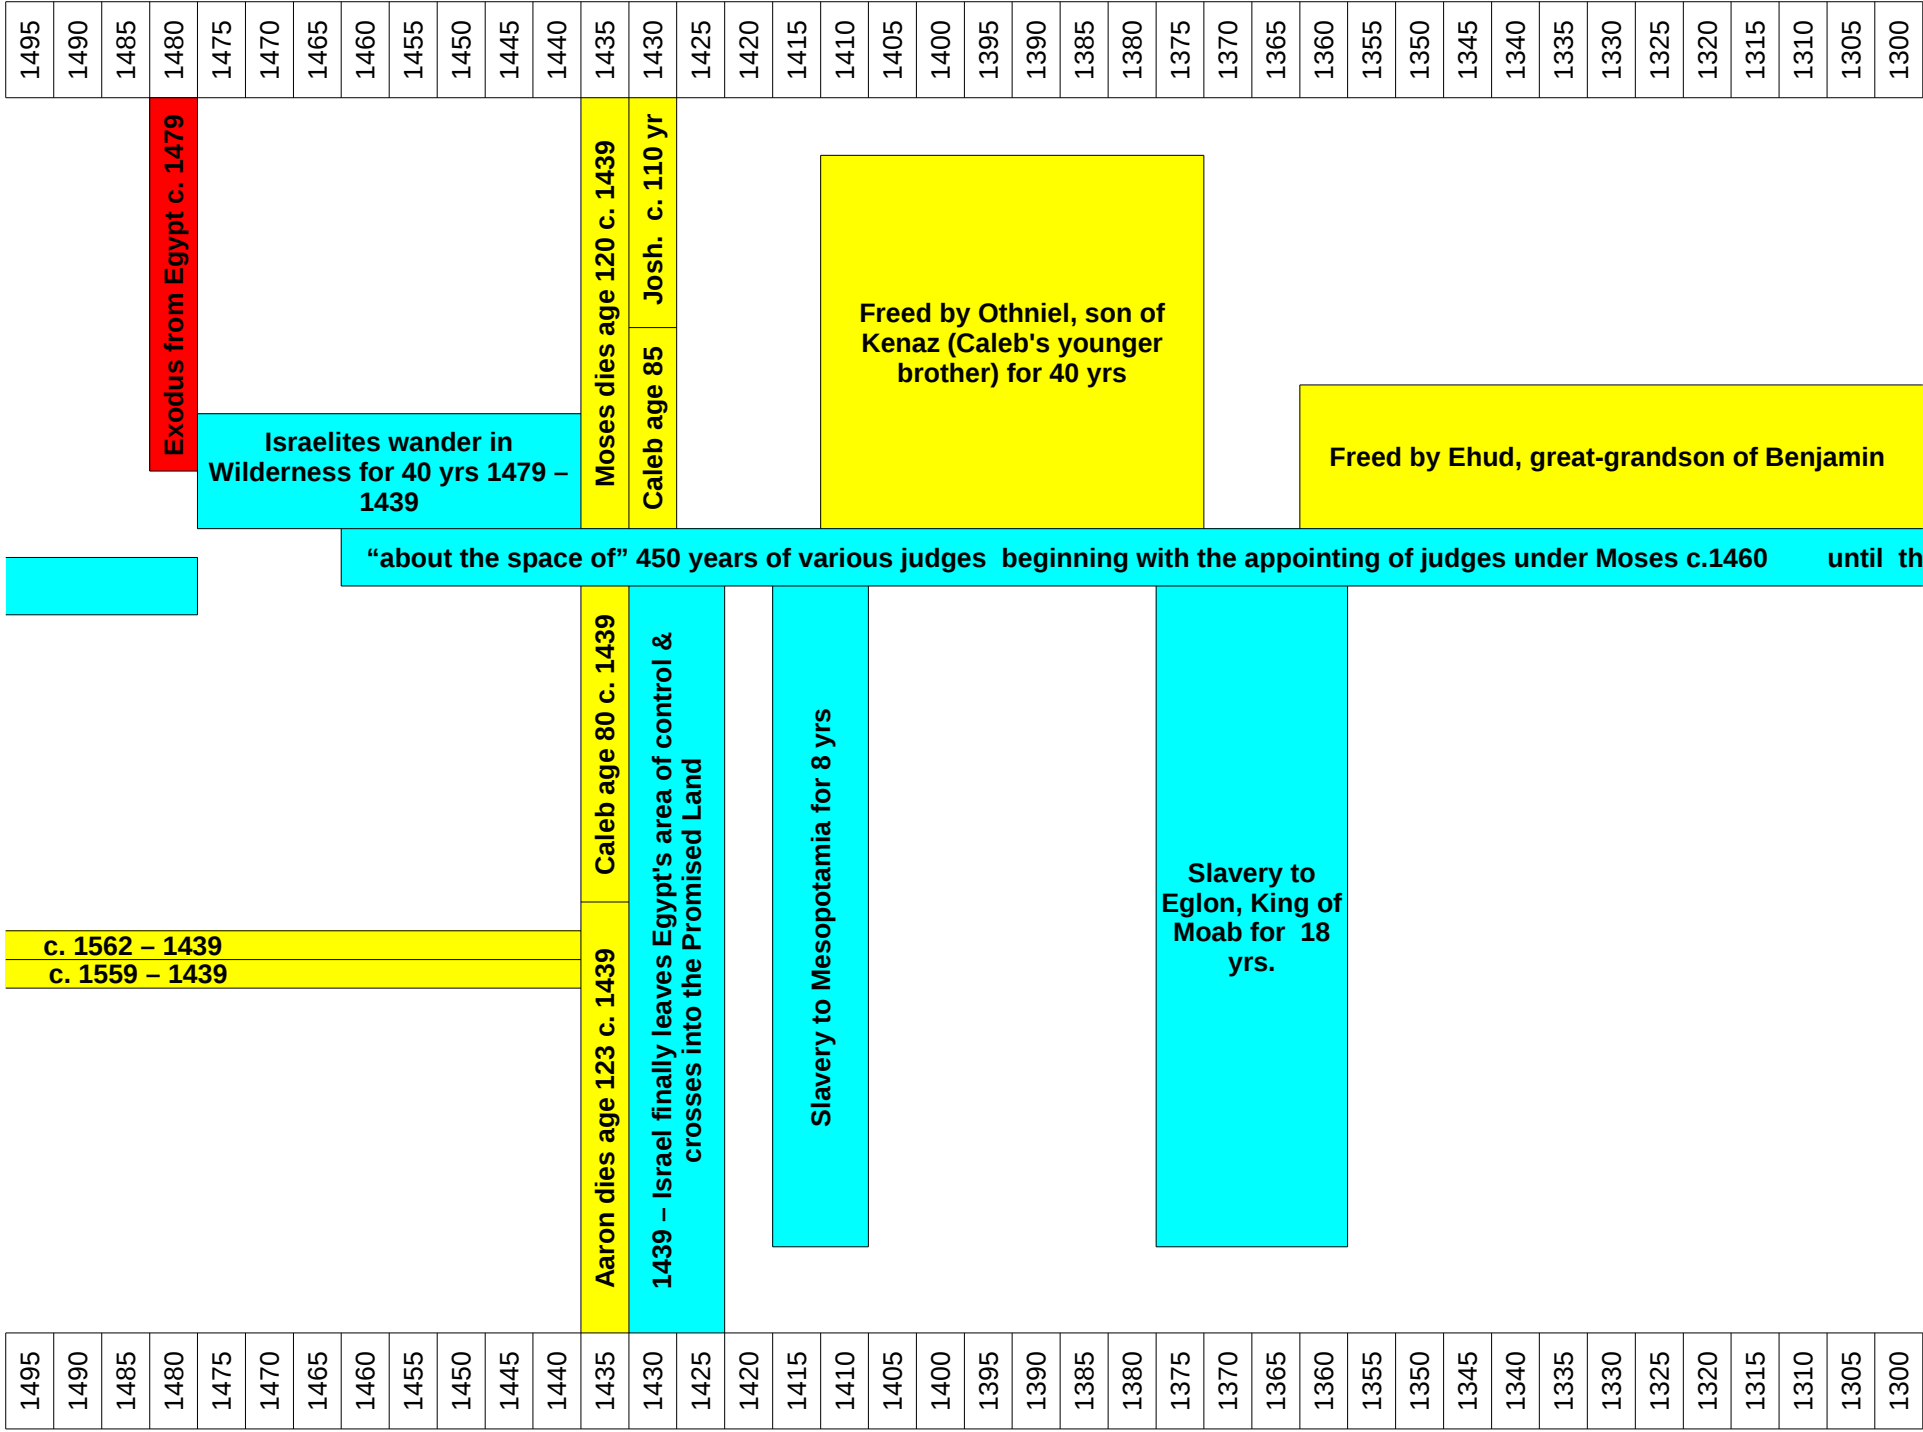 1495 1490 1485 1480 1475 1470 1465 1460 1455 1450 1445 1440 1435 1430 1425 1420 1415 1410 1405 1400 1395 1390 1385 1380 1375 1370 1365 1360 1355 1350 1345 1340 1335 1330 1325 1320 1315 1310 1305 1300
Exodus from Egypt c. 1479
Israelites wander in
Wilderness for 40 yrs 1479 –
1439
Moses dies age 120 c. 1439
Josh. c. 110 yr
Caleb age 85
Freed by Othniel, son of
Kenaz (Caleb's younger
brother) for 40 yrs
Freed by Ehud, great-grandson of Benjamin
“about the space of” 450 years of various judges beginning with the appointing of judges under Moses c.1460 until th
c. 1562 – 1439
c. 1559 – 1439
Caleb age 80 c. 1439
Aaron dies age 123 c. 1439
1439 – Israel finally leaves Egypt's area of control &
crosses into the Promised Land
Slavery to Mesopotamia for 8 yrs
Slavery to
Eglon, King of
Moab for 18
yrs.
1495 1490 1485 1480 1475 1470 1465 1460 1455 1450 1445 1440 1435 1430 1425 1420 1415 1410 1405 1400 1395 1390 1385 1380 1375 1370 1365 1360 1355 1350 1345 1340 1335 1330 1325 1320 1315 1310 1305 1300